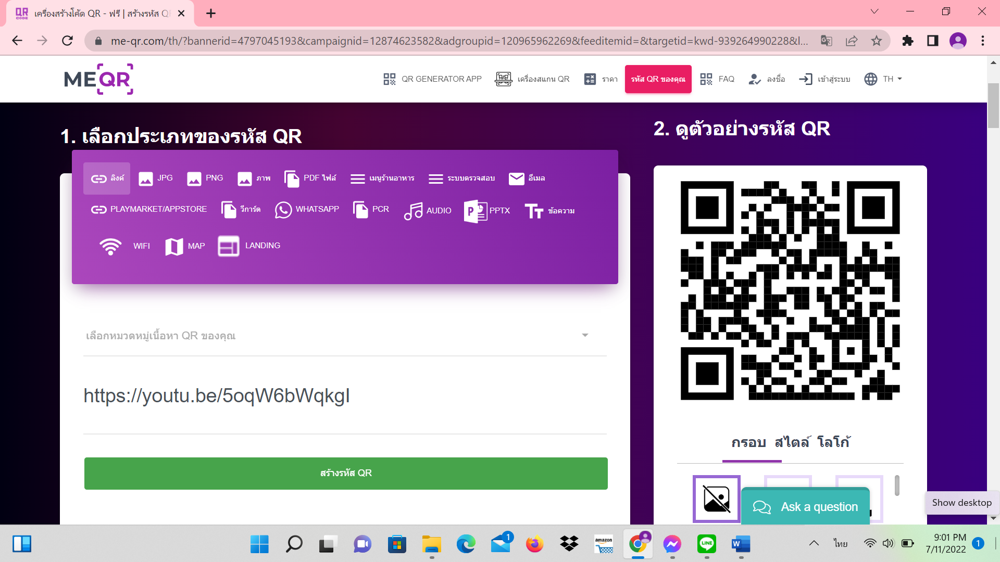 QR
CODE
เครื่องสร้างโค้ด QR - ฟรี | สร้างรหัส QR
me-qr.com/th/?bannerid=4797045193&campaignid=12874623582&adgroupid=120965962269&feeditemid=&targetid=kwd-939264990228&l...
MEQR
QR GENERATOR APP
เครื่องสแกน QR
ราคา
รหัส QR ของคุณ
FAQ
ลงชื่อ
เข้าสู่ระบบ
TH
1. เลือกประเภทของรหัส QR
ลิงค์ JPG PNG ภาพ PDF ไฟล์ เมนูร้านอาหาร ระบบตรวจสอบ อีเมล
PLAYMARKET/APPSTORE วีการ์ด WHATSAPP PCR AUDIO PPTX ข้อความ
WIFI MAP LANDING
เลือกหมวดหมู่เนื้อหา QR ของคุณ
https://youtu.be/5oqW6bWqkgI
สร้างรหัส QR
2. ดูตัวอย่างรหัส QR
กรอบ สไตล์ โลโก้
Ask a question
Show desktop
1
amazon
LINE
W
ไทย
9:01 PM
7/11/2022
1